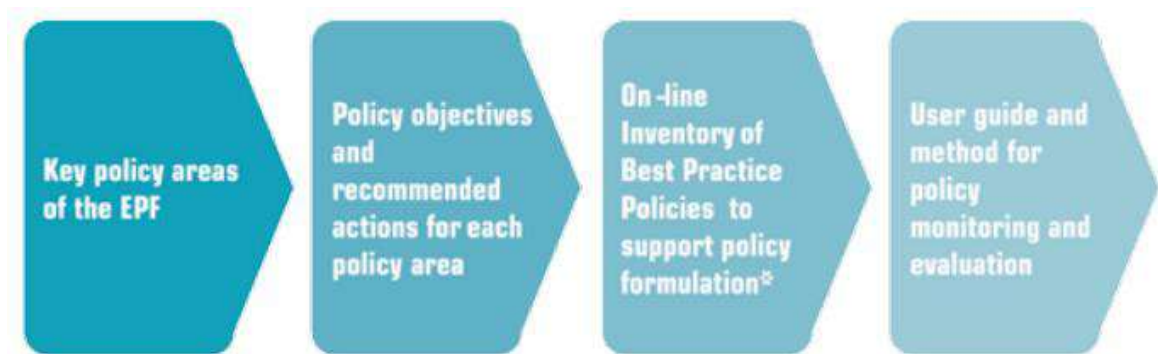 Key policy areas
of the EPF
Policy objectives
and
recommended
actions for each
policy area
On-line
Inventory of
Best Practice
Policies to
support policy
formulation*
User guide and
method for
policy
monitoring and
evaluation